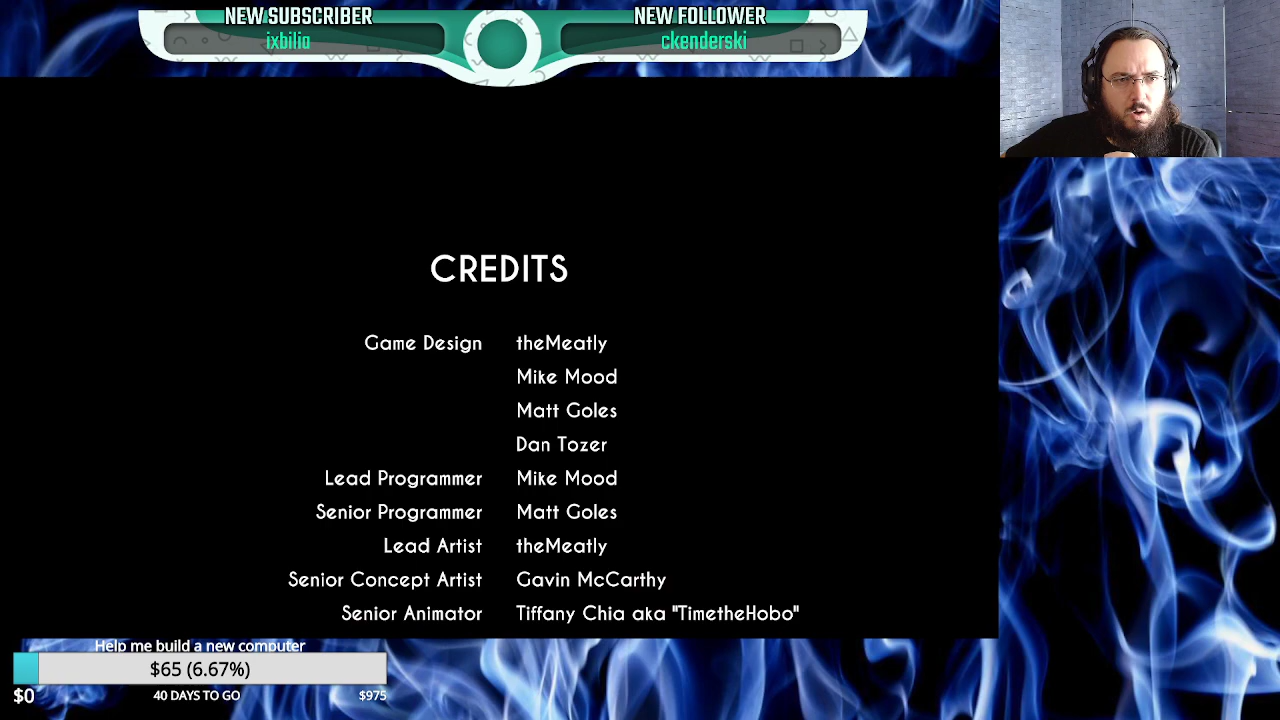 NEW SUBSCRIBER
ixbilia
NEW FOLLOWER
ckenderski
CREDITS
Game Design theMeatly
Mike Mood
Matt Goles
Dan Tozer
Lead Programmer Mike Mood
Senior Programmer Matt Goles
Lead Artist theMeatly
Senior Concept Artist Gavin McCarthy
Senior Animator Tiffany Chia aka "TimetheHobo"
Help me build a new computer
$65 (6.67%)
$0 40 DAYS TO GO $975